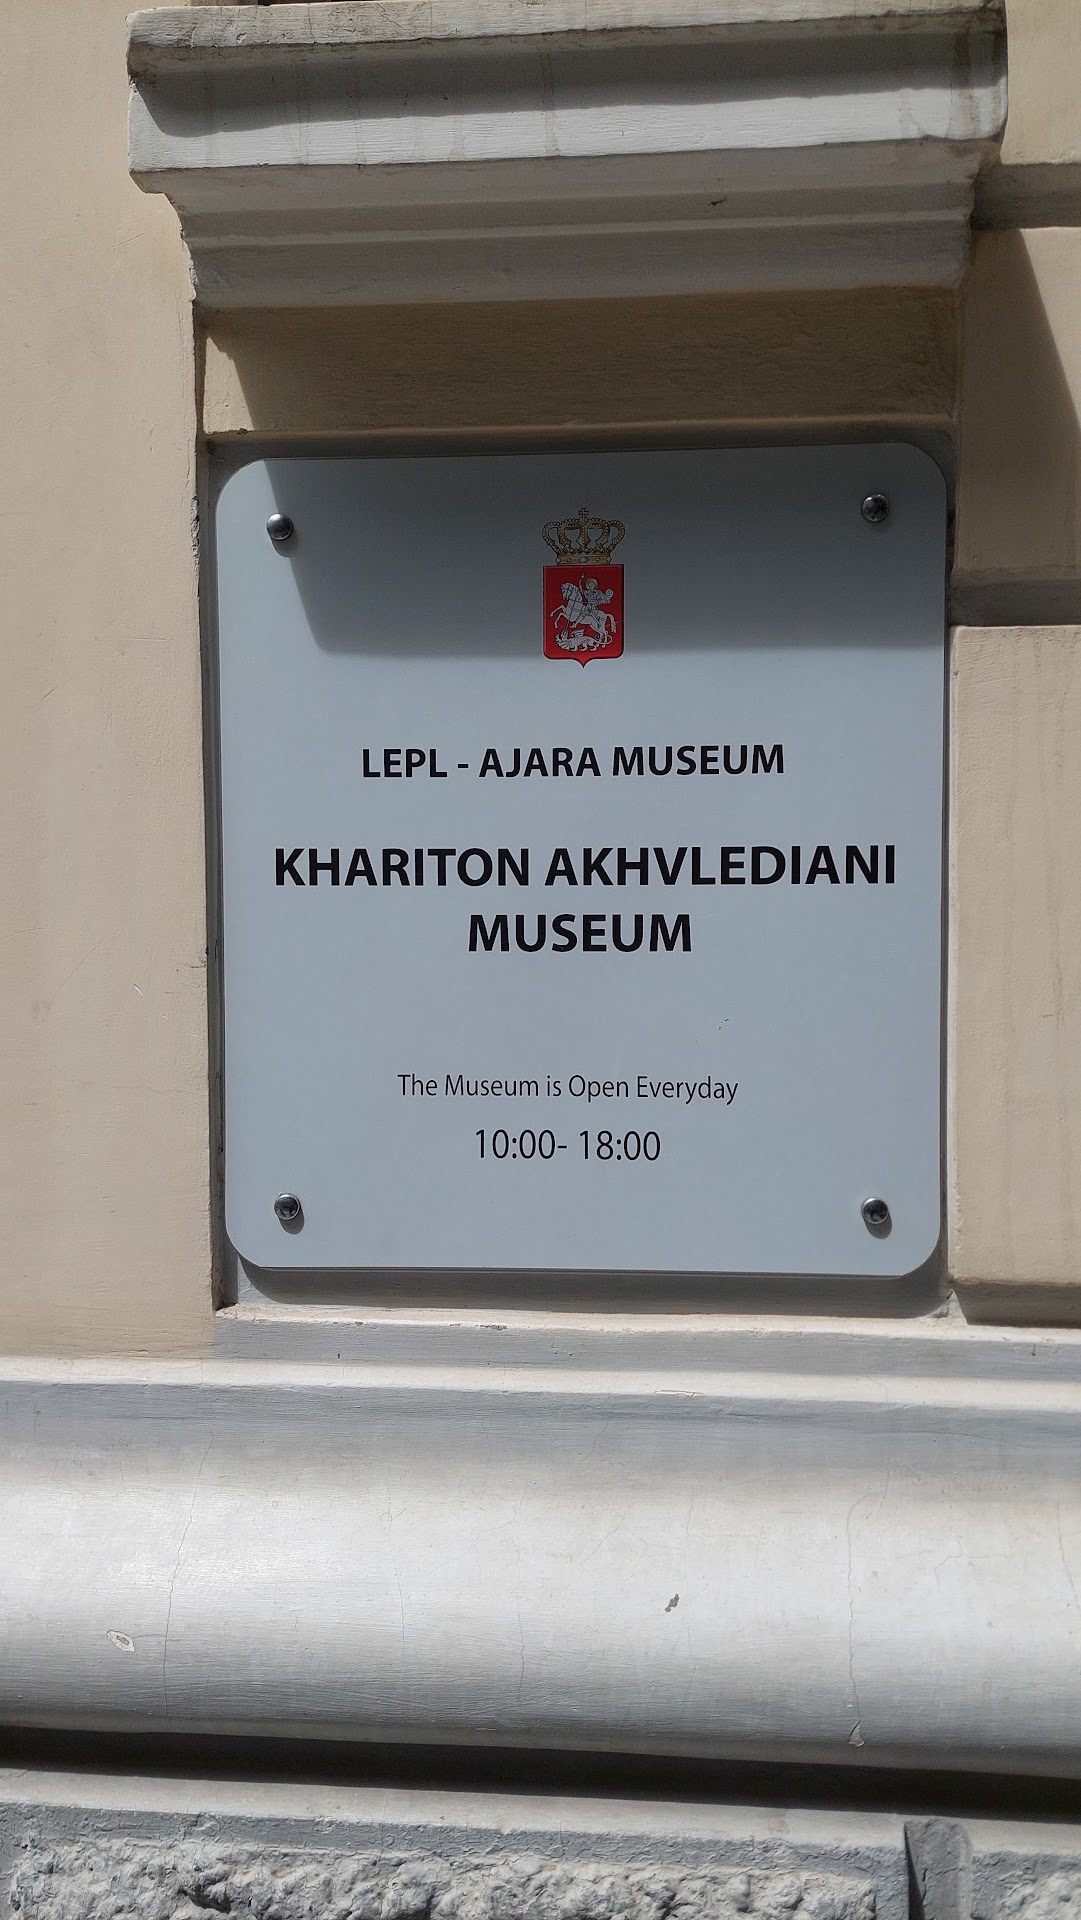 LEPL - AJARA MUSEUM
KHARITON AKHVLEDIANI
MUSEUM
The Museum is Open Everyday
10:00- 18:00